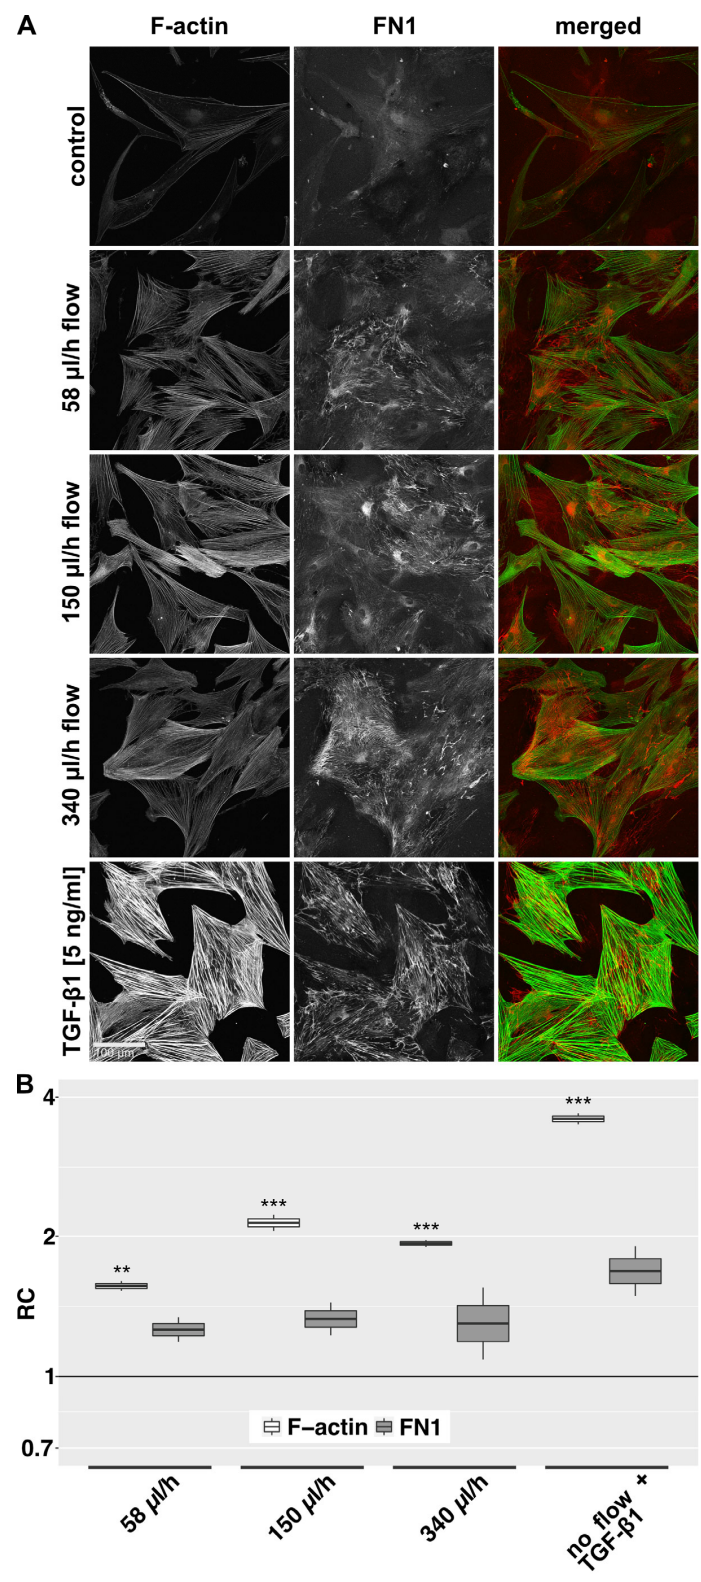 A
F-actin FN1 merged
control
58 µl/h flow
150 µl/h flow
340 µl/h flow
TGF-β1 [5 ng/ml]
100 µm
B
4
2
1
0.7
RC
**
***
***
***
F−actin FN1
58 µl/h
150 µl/h
340 µl/h
no flow +
TGF-β1